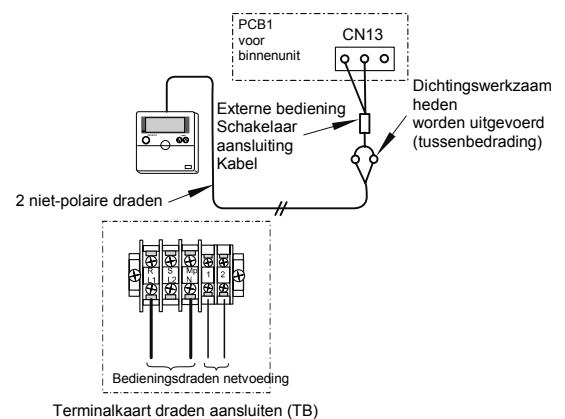 PCB1
voor
binnenunit
CN13
Dichtingswerkzaam
heden
worden uitgevoerd
(tussenbedrading)
Externe bediening
Schakelaar
aansluiting
Kabel
2 niet-polaire draden
R S Mp 1 2
L1 L2 N
Bedieningsdraden netvoeding
Terminalkaart draden aansluiten (TB)